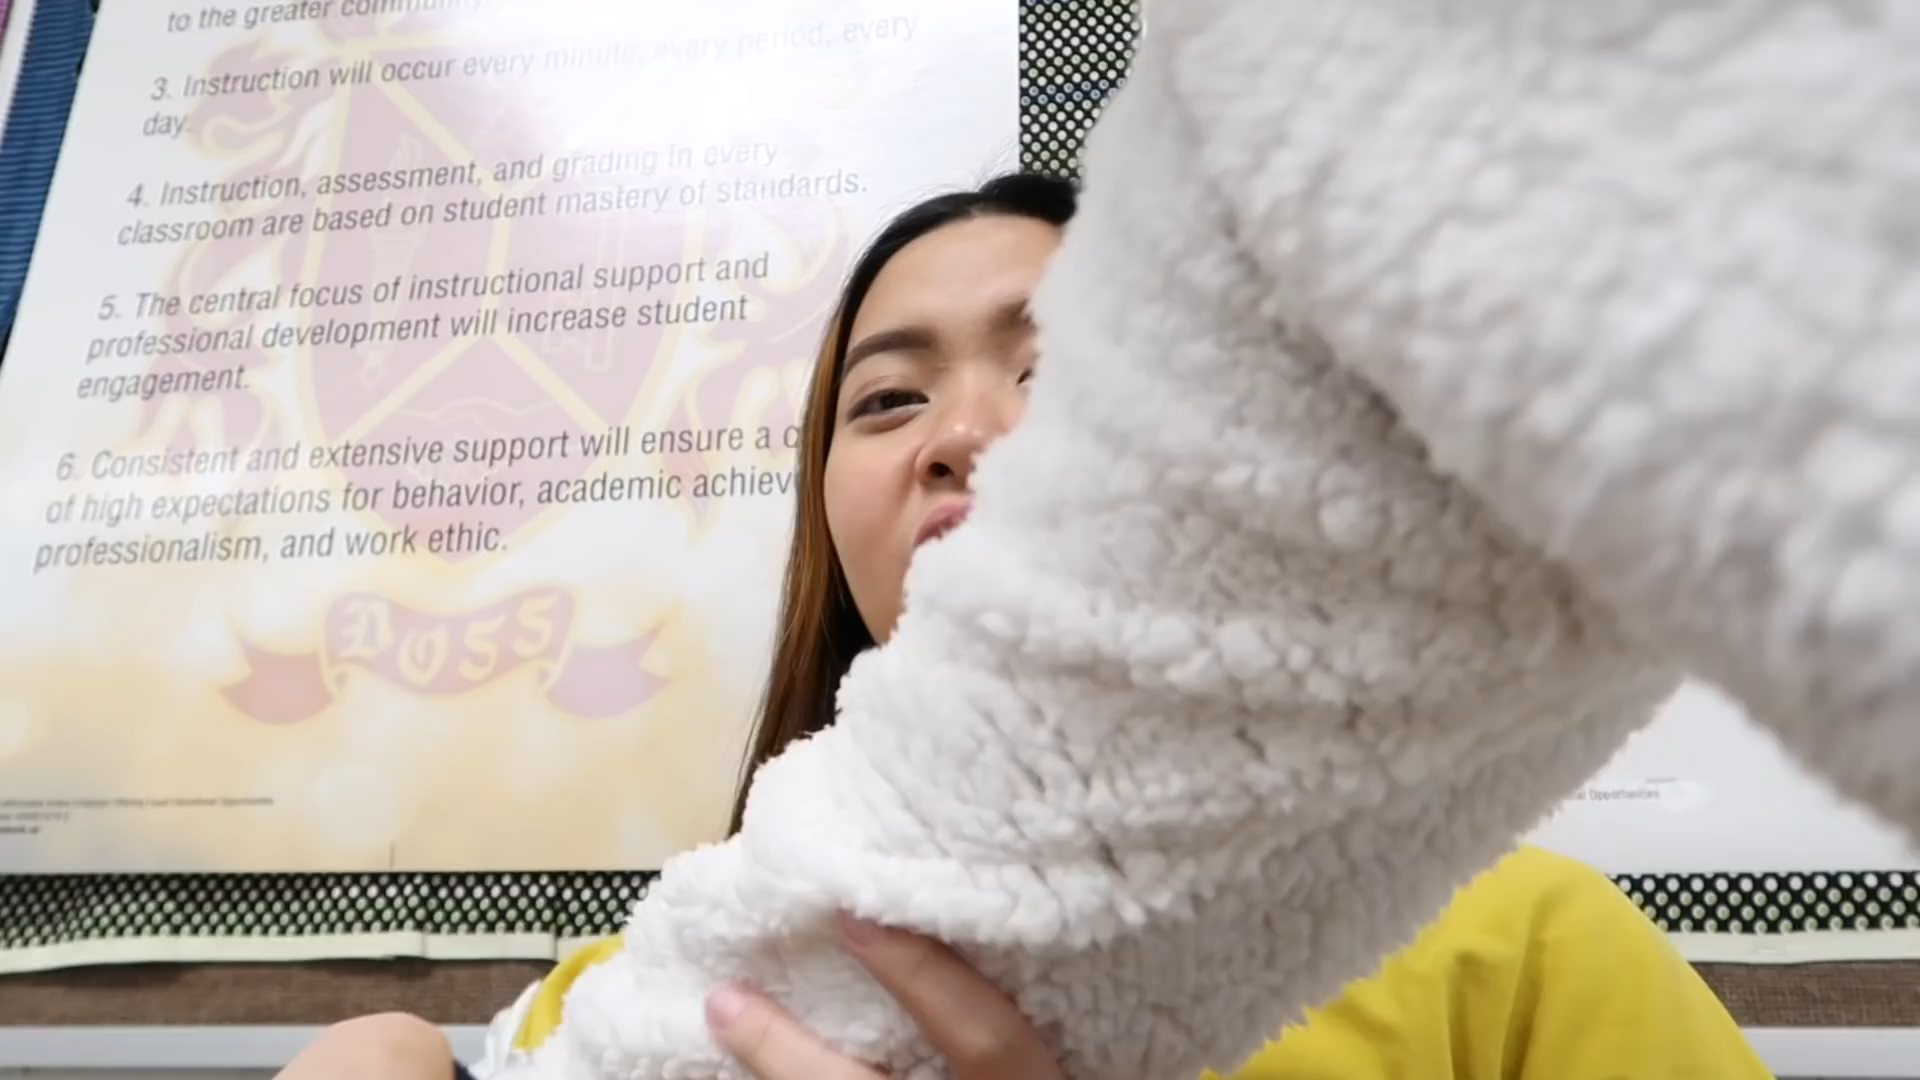 to the greater community.
3. Instruction will occur every minute, every period, every
day.
4. Instruction, assessment, and grading in every
classroom are based on student mastery of standards.
5. The central focus of instructional support and
professional development will increase student
engagement.
6. Consistent and extensive support will ensure a c
of high expectations for behavior, academic achiev
professionalism, and work ethic.
DOSS
Opportunities